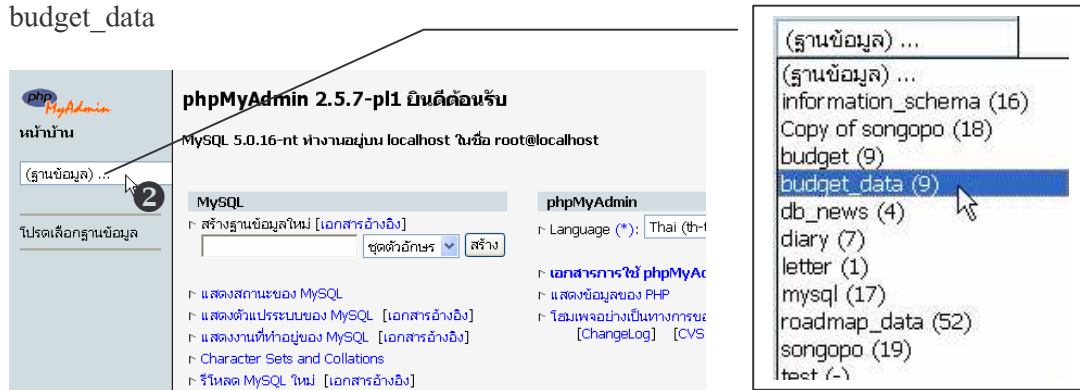 budget_data
php
MyAdmin
หน้าบ้าน
(ฐานข้อมูล) ...
2
โปรดเลือกฐานข้อมูล
phpMyAdmin 2.5.7-pl1 ยินดีต้อนรับ
MySQL 5.0.16-nt ทำงานอยู่บน localhost ในชื่อ root@localhost
MySQL
สร้างฐานข้อมูลใหม่ [เอกสารอ้างอิง]
ชุดตัวอักษร สร้าง
แสดงสถานะของ MySQL
แสดงตัวแปรระบบของ MySQL [เอกสารอ้างอิง]
แสดงงานที่ทำอยู่ของ MySQL [เอกสารอ้างอิง]
Character Sets and Collations
รีโหลด MySQL ใหม่ [เอกสารอ้างอิง]
phpMyAdmin
Language (*): Thai (th-
เอกสารการใช้ phpMyAd
แสดงข้อมูลของ PHP
โฮมเพจอย่างเป็นทางการขอ
[ChangeLog] [CVS
(ฐานข้อมูล) ...
(ฐานข้อมูล) ...
information_schema (16)
Copy of songopo (18)
budget (9)
budget_data (9)
db_news (4)
diary (7)
letter (1)
mysql (17)
roadmap_data (52)
songopo (19)
test (-)